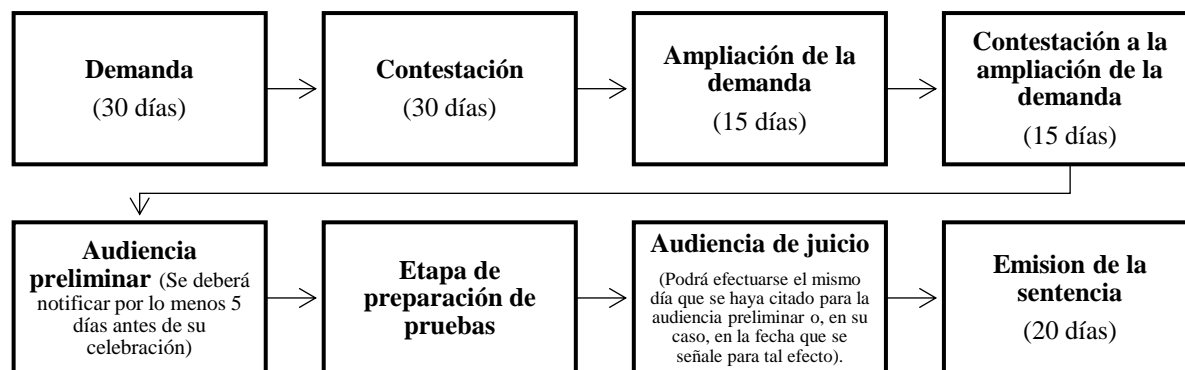 Demanda
(30 días)
Contestación
(30 días)
Ampliación de la
demanda
(15 días)
Contestación a la
ampliación de la
demanda
(15 días)
Audiencia
preliminar (Se deberá
notificar por lo menos 5
días antes de su
celebración)
Etapa de
preparación de
pruebas
Audiencia de juicio
(Podrá efectuarse el mismo
día que se haya citado para la
audiencia preliminar o, en su
caso, en la fecha que se
señale para tal efecto).
Emision de la
sentencia
(20 días)